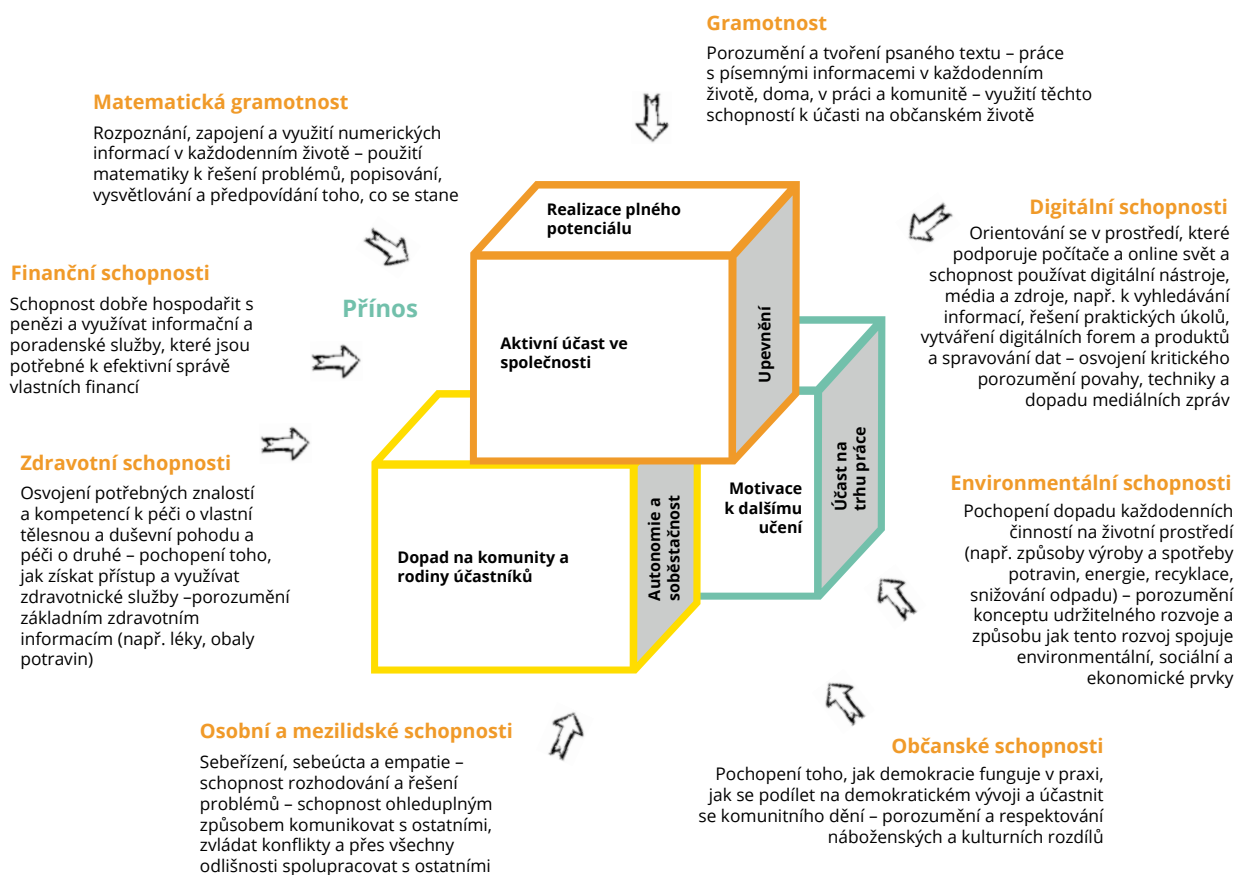 Gramotnost
Porozumění a tvoření psaného textu – práce
s písemnými informacemi v každodenním
životě, doma, v práci a komunitě – využití těchto
schopností k účasti na občanském životě
Matematická gramotnost
Rozpoznání, zapojení a využití numerických
informací v každodenním životě – použití
matematiky k řešení problémů, popisování,
vysvětlování a předpovídání toho, co se stane
Digitální schopnosti
Orientování se v prostředí, které
podporuje počítače a online svět a
schopnost používat digitální nástroje,
média a zdroje, např. k vyhledávání
informací, řešení praktických úkolů,
vytváření digitálních forem a produktů
a spravování dat – osvojení kritického
porozumění povahy, techniky a
dopadu mediálních zpráv
Finanční schopnosti
Schopnost dobře hospodařit s
penězi a využívat informační a
poradenské služby, které jsou
potřebné k efektivní správě
vlastních financí
Přínos
Realizace plného
potenciálu
Aktivní účast ve
společnosti
Upevnění
Dopad na komunity a
rodiny účastníků
Autonomie a
soběstačnost
Motivace
k dalšímu
učení
Účast na
trhu práce
Zdravotní schopnosti
Osvojení potřebných znalostí
a kompetencí k péči o vlastní
tělesnou a duševní pohodu a
péči o druhé – pochopení toho,
jak získat přístup a využívat
zdravotnické služby –porozumění
základním zdravotním
informacím (např. léky, obaly
potravin)
Environmentální schopnosti
Pochopení dopadu každodenních
činností na životní prostředí
(např. způsoby výroby a spotřeby
potravin, energie, recyklace,
snižování odpadu) – porozumění
konceptu udržitelného rozvoje a
způsobu jak tento rozvoj spojuje
environmentální, sociální a
ekonomické prvky
Osobní a mezilidské schopnosti
Sebeřízení, sebeúcta a empatie –
schopnost rozhodování a řešení
problémů – schopnost ohleduplným
způsobem komunikovat s ostatními,
zvládat konflikty a přes všechny
odlišnosti spolupracovat s ostatními
Občanské schopnosti
Pochopení toho, jak demokracie funguje v praxi,
jak se podílet na demokratickém vývoji a účastnit
se komunitního dění – porozumění a respektování
náboženských a kulturních rozdílů